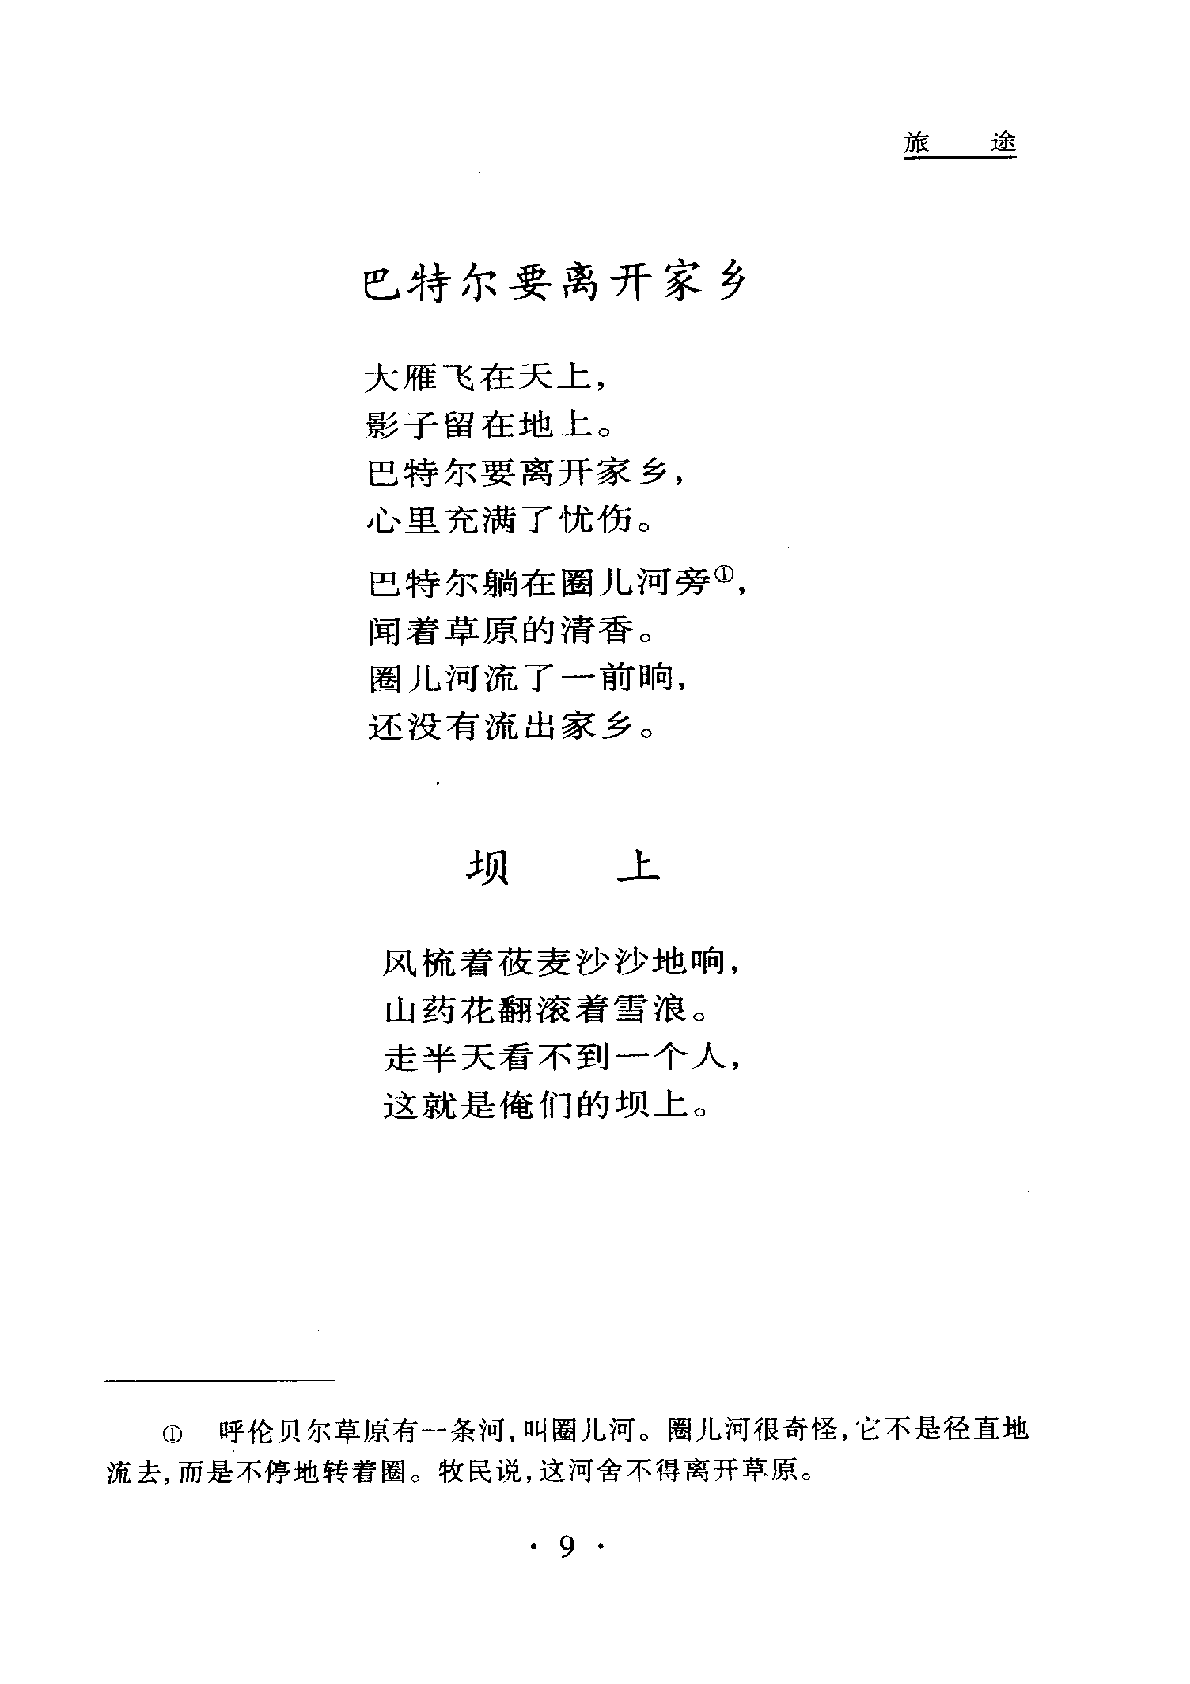 旅　途
巴特尔要离开家乡
大雁飞在天上，
影子留在地上。
巴特尔要离开家乡，
心里充满了忧伤。
巴特尔躺在圈儿河旁①，
闻着草原的清香。
圈儿河流了一前晌，
还没有流出家乡。
坝　上
风梳着莜麦沙沙地响，
山药花翻滚着雪浪。
走半天看不到一个人，
这就是俺们的坝上。
①　呼伦贝尔草原有一条河，叫圈儿河。圈儿河很奇怪，它不是径直地
流去，而是不停地转着圈。牧民说，这河舍不得离开草原。
· 9 ·